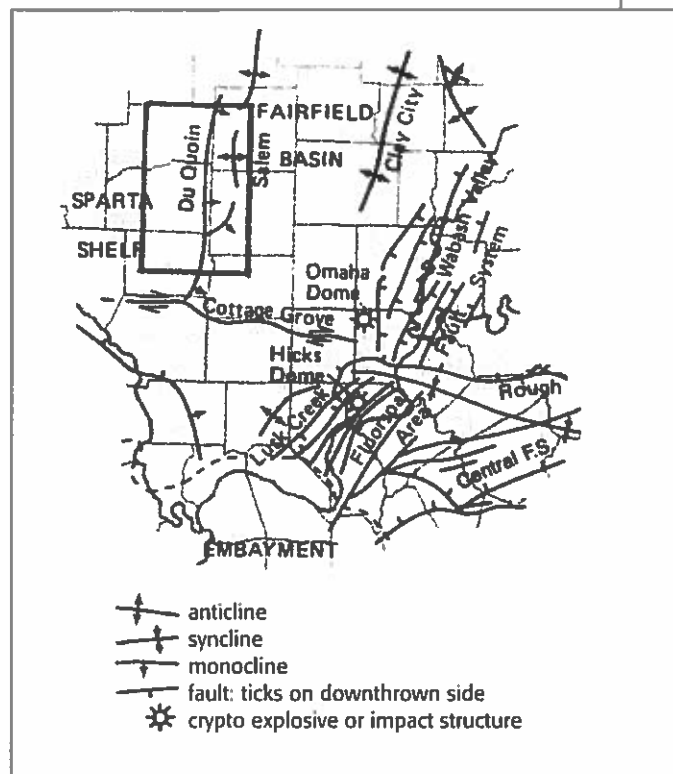 FAIRFIELD
BASIN
Clay City
Du Quoin
Salem
SPARTA
SHELF
Wabash Valley
Fault System
Omaha
Dome
Cottage Grove
Hicks
Dome
Rough
Lusk Creek
Fldorspar
Area
Central F.S.
EMBAYMENT
anticline
syncline
monocline
fault: ticks on downthrown side
crypto explosive or impact structure